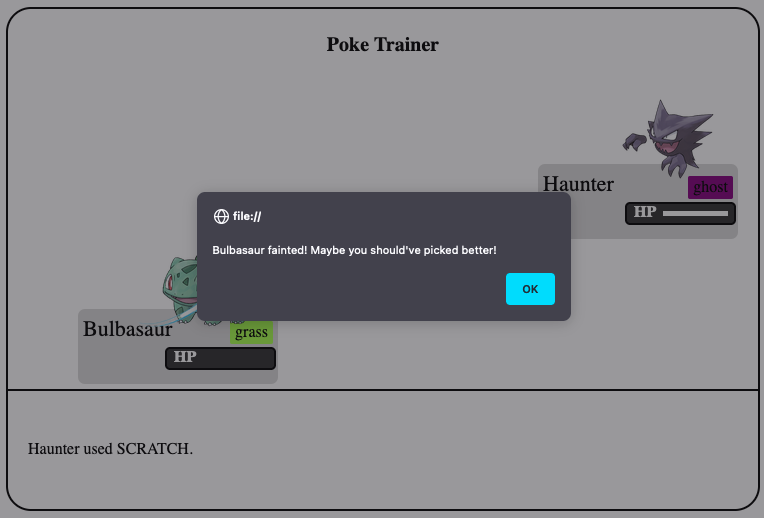 Poke Trainer
Haunter
ghost
HP
file://
Bulbasaur fainted! Maybe you should've picked better!
OK
Bulbasaur
grass
HP
Haunter used SCRATCH.